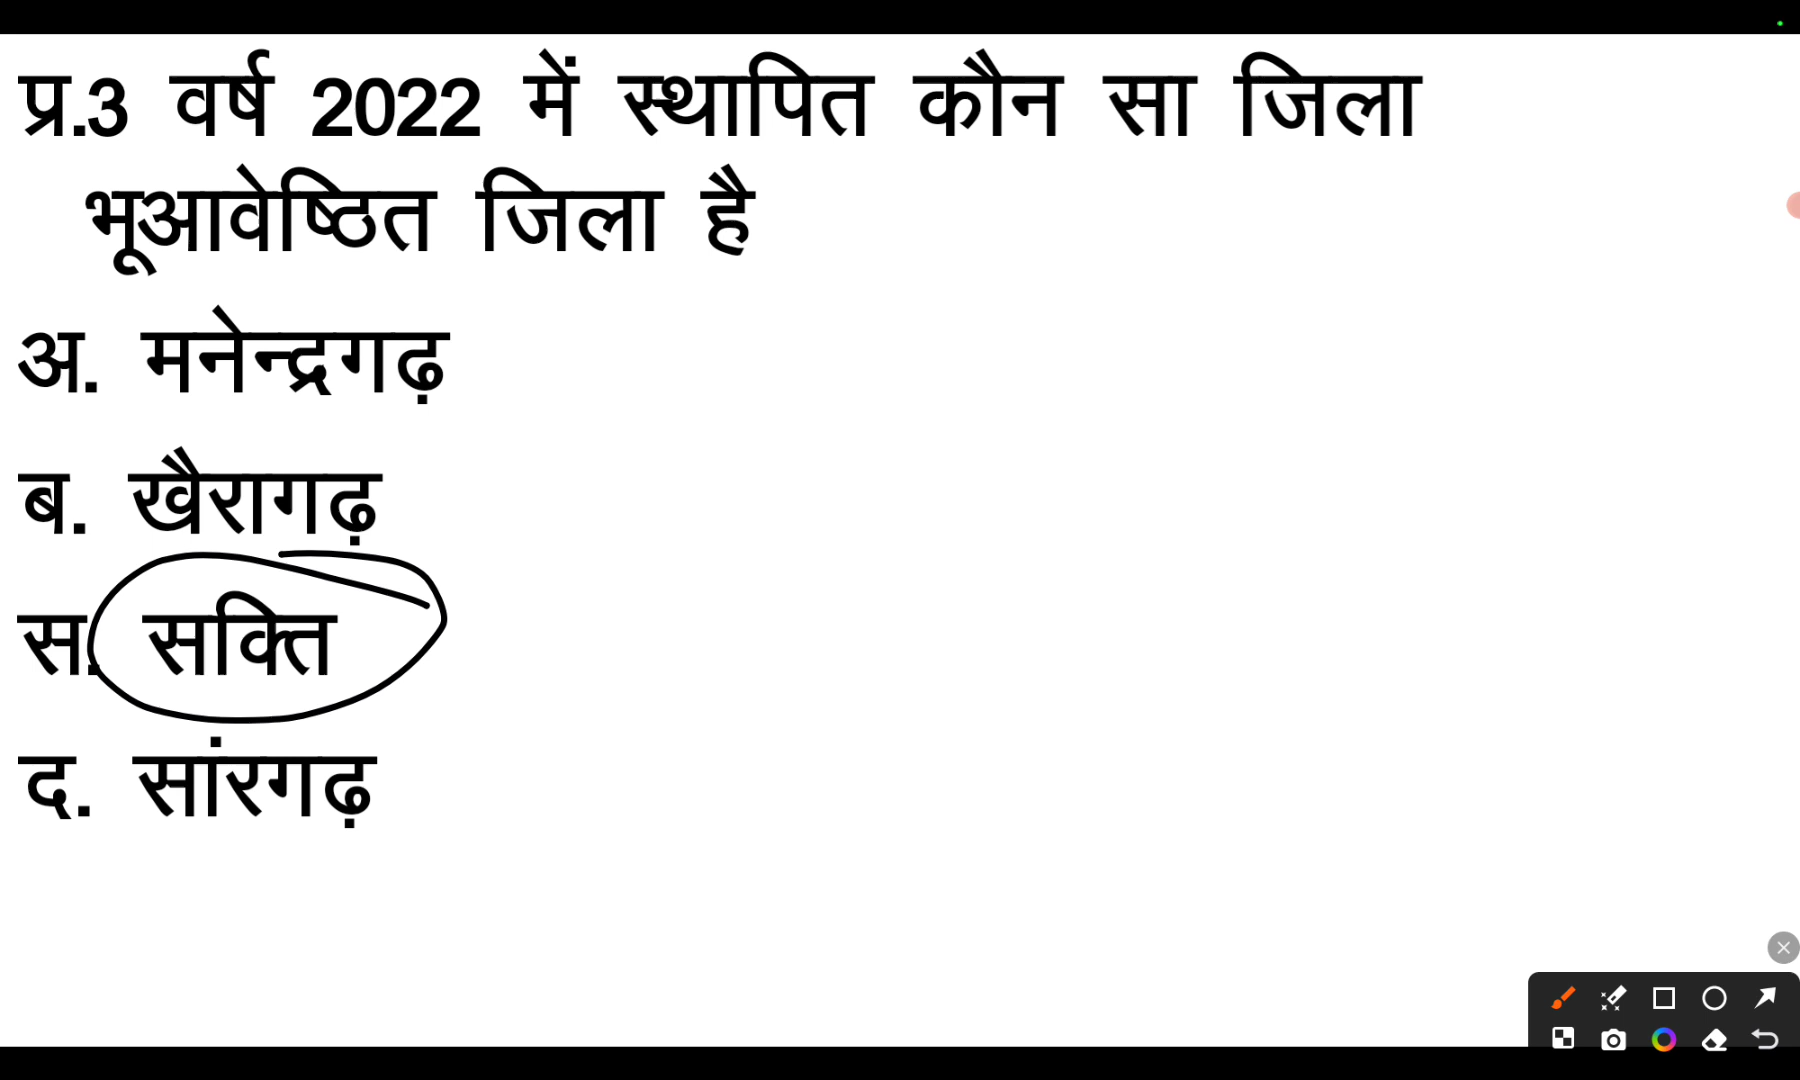 प्र.3 वर्ष 2022 में स्थापित कौन सा जिला
भूआवेष्ठित जिला है
अ. मनेन्द्रगढ़
ब. खैरागढ़
स. सक्ति
द. सांरगढ़